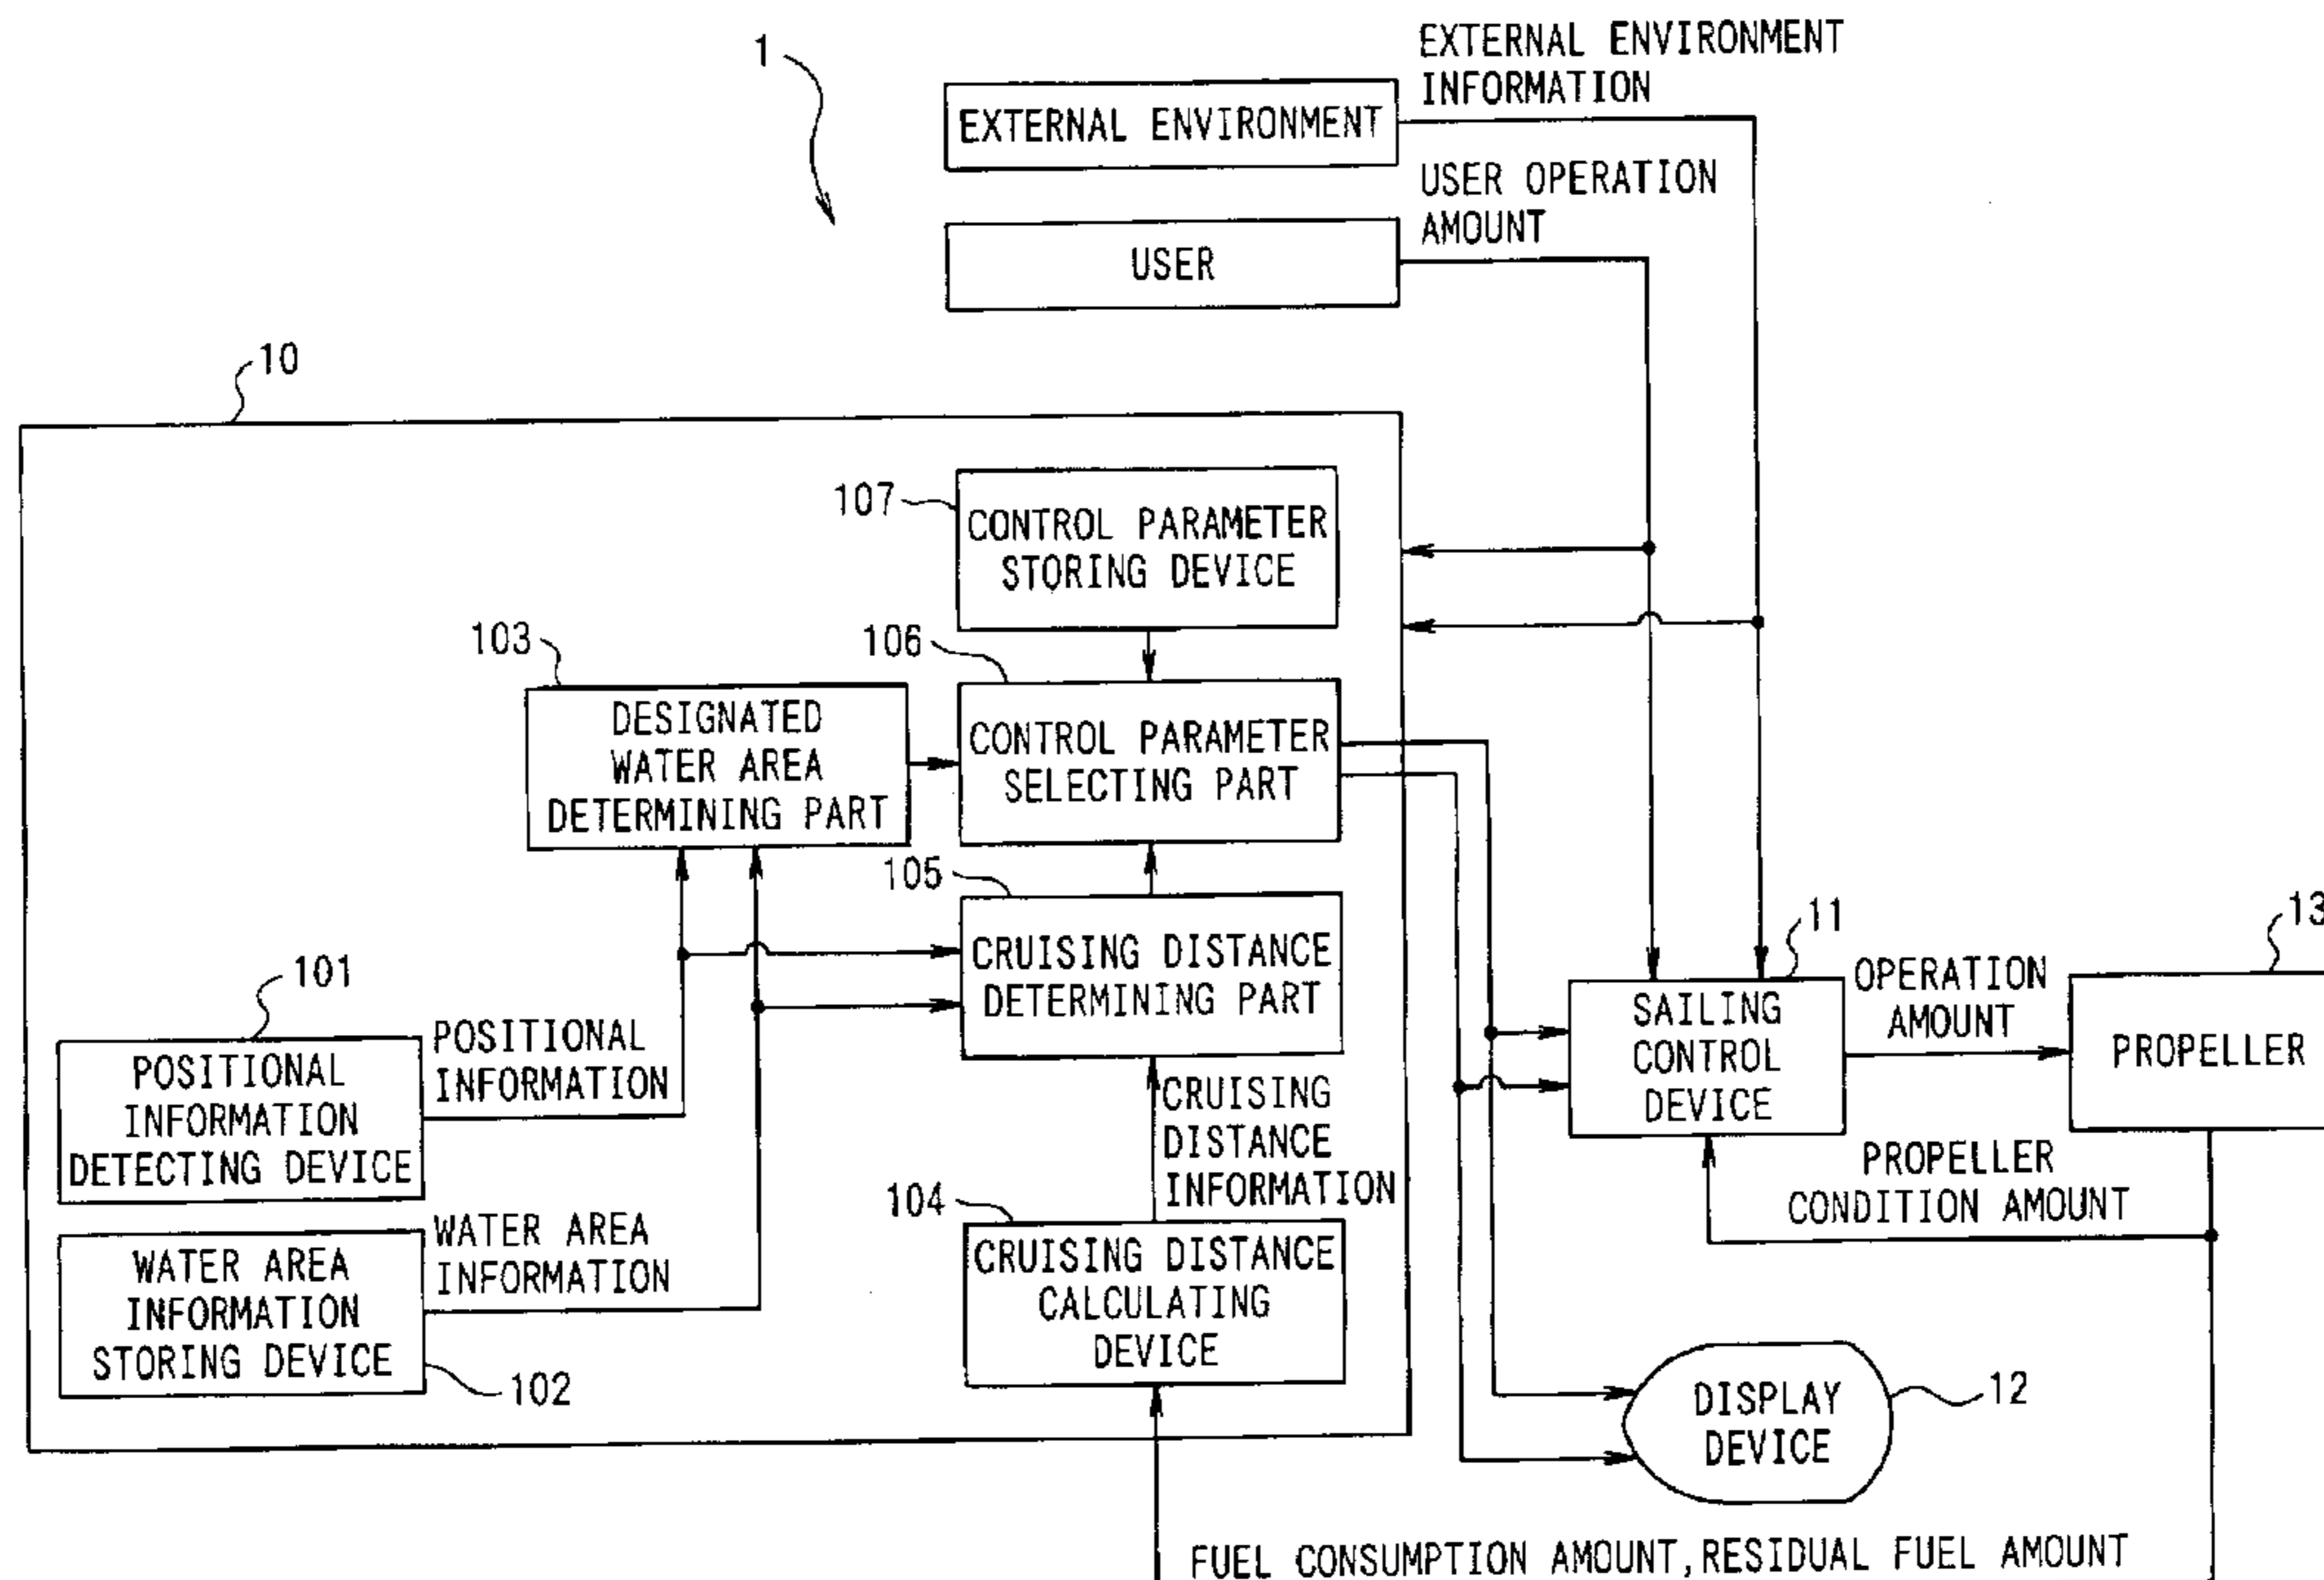 1
EXTERNAL ENVIRONMENT
EXTERNAL ENVIRONMENT
INFORMATION
USER
USER OPERATION
AMOUNT
10
107
CONTROL PARAMETER
STORING DEVICE
103
DESIGNATED
WATER AREA
DETERMINING PART
106
CONTROL PARAMETER
SELECTING PART
105
CRUISING DISTANCE
DETERMINING PART
101
POSITIONAL
INFORMATION
DETECTING DEVICE
POSITIONAL
INFORMATION
WATER AREA
INFORMATION
STORING DEVICE
102
WATER AREA
INFORMATION
CRUISING
DISTANCE
INFORMATION
104
CRUISING DISTANCE
CALCULATING
DEVICE
11
SAILING
CONTROL
DEVICE
OPERATION
AMOUNT
13
PROPELLER
PROPELLER
CONDITION AMOUNT
DISPLAY
DEVICE
12
FUEL CONSUMPTION AMOUNT,RESIDUAL FUEL AMOUNT